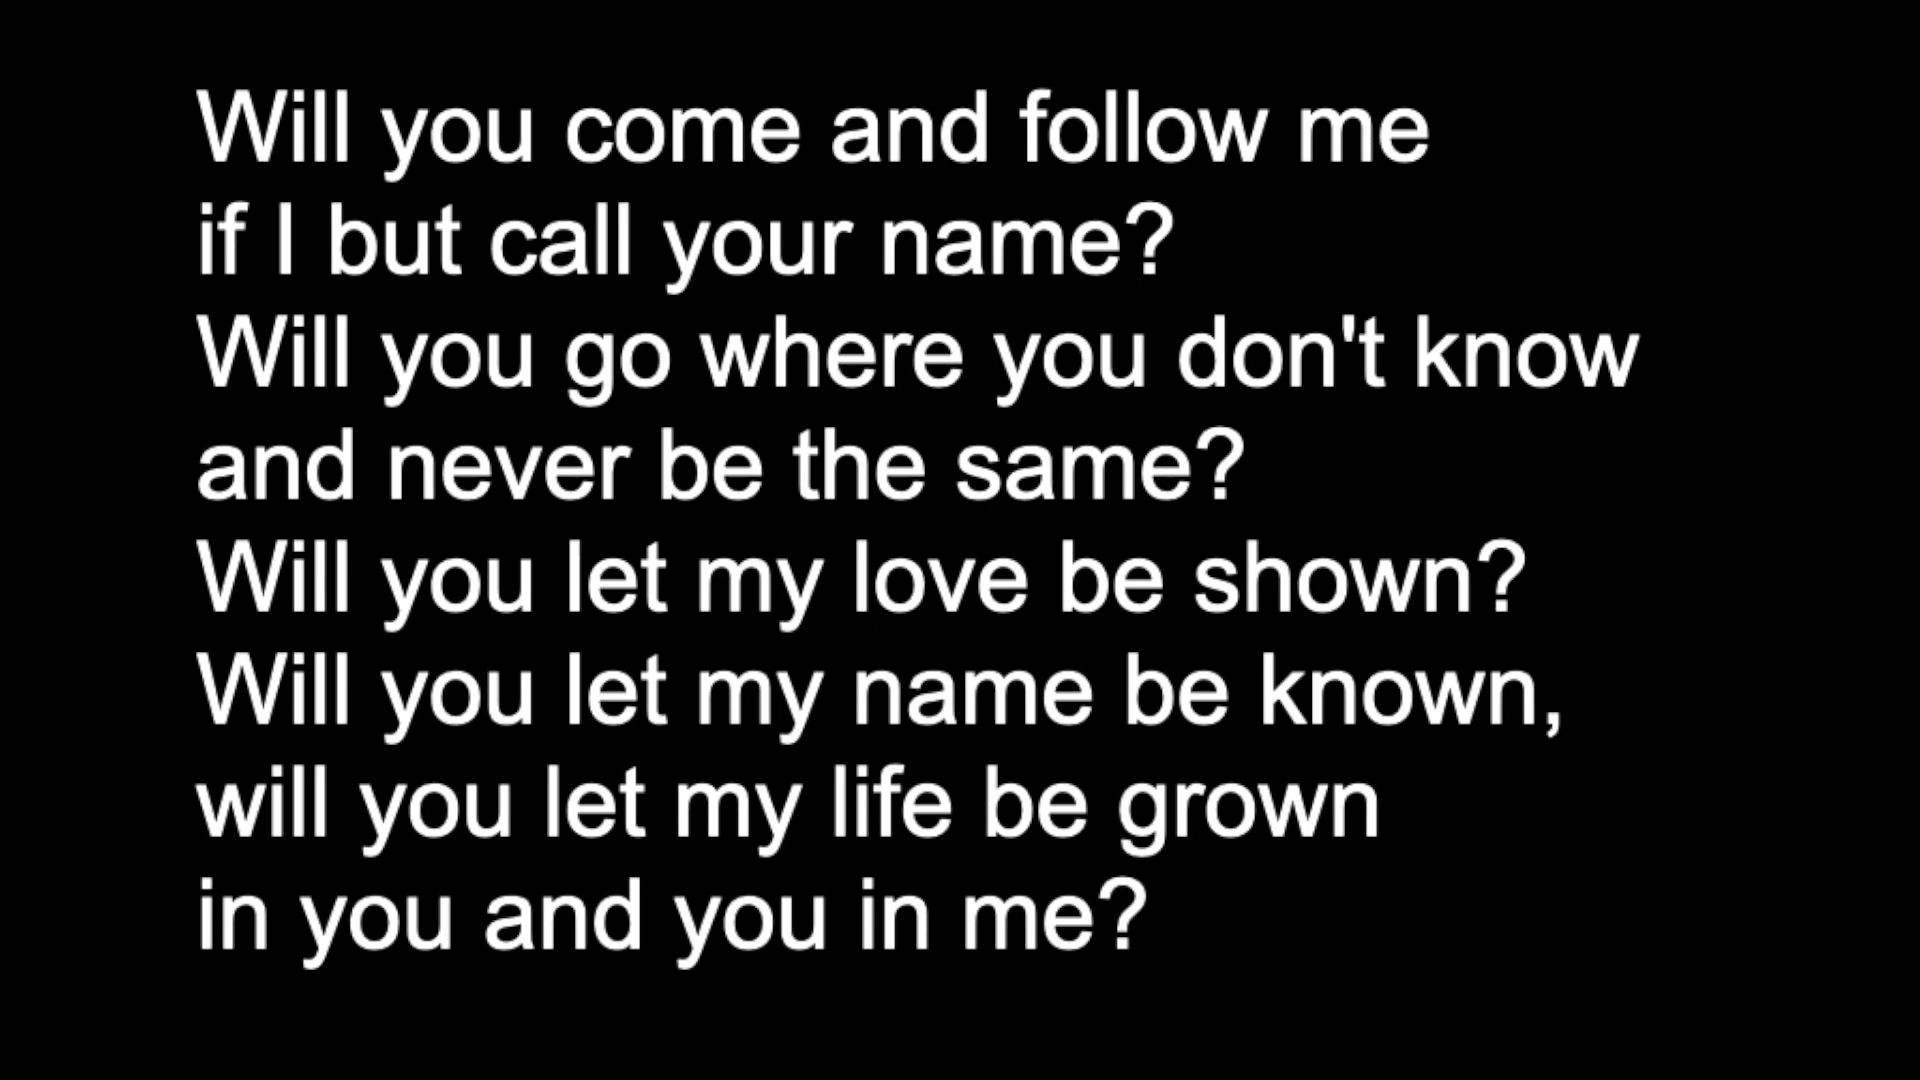 Will you come and follow me
if I but call your name?
Will you go where you don't know
and never be the same?
Will you let my love be shown?
Will you let my name be known,
will you let my life be grown
in you and you in me?